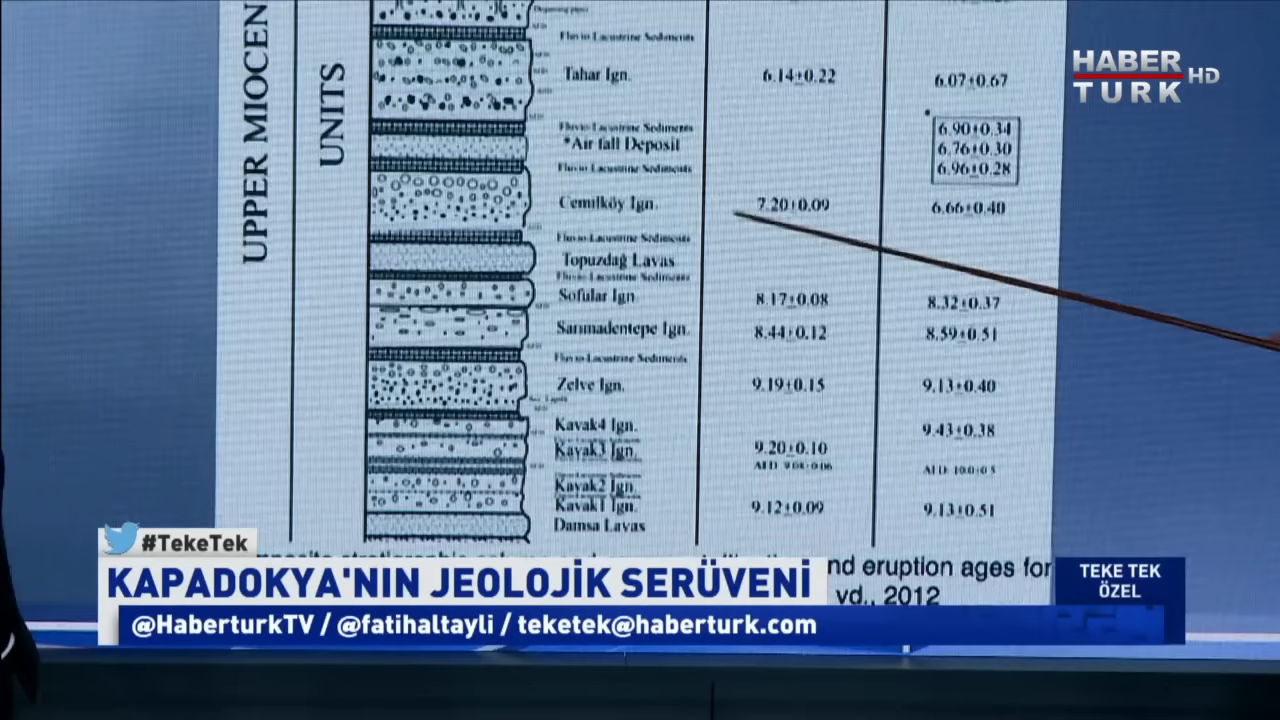 UPPER MIOCEN
UNITS
Fluvio Lacustrine Sediments
Tahar Ign. 6.14±0.22 6.07±0.67
Fluvio-Lacustrine Sediments
*Air fall Deposit
Fluvio Lacustrine Sediments
* 6.90±0.34
6.76±0.30
6.96±0.28
Cemilköy Ign. 7.20±0.09 6.66±0.40
Fluvio-Lacustrine Sediments
Topuzdağ Lavas
Fluvio-Lacustrine Sediments
Sofular Ign. 8.17±0.08 8.32±0.37
Sarımadentepe Ign. 8.44±0.12 8.59±0.51
Fluvio-Lacustrine Sediments
Zelve Ign. 9.19±0.15 9.13±0.40
Kavak4 Ign. 9.43±0.38
Kavak3 Ign. 9.20±0.10
Kavak2 Ign.
Kavak1 Ign. 9.12±0.09 9.13±0.51
Damsa Lavas
nd eruption ages for
vd., 2012
HABER
TURK HD
#TekeTek
KAPADOKYA'NIN JEOLOJİK SERÜVENİ
@HaberturkTV / @fatihaltayli / teketek@haberturk.com
TEKE TEK
ÖZEL